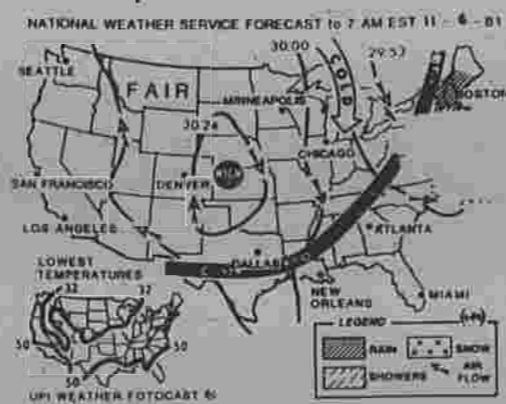 NATIONAL WEATHER SERVICE FORECAST to 7 AM EST 11 - 6 - 81
30.00
29.53
SEATTLE
COLD
FAIR
BOSTON
MINNEAPOLIS
30.24
CHICAGO
SAN FRANCISCO
DENVER
LOS ANGELES
ATLANTA
DALLAS
LOWEST
TEMPERATURES
NEW
ORLEANS
MIAMI
32
32
50
50
50
LEGEND
RAIN
SNOW
SHOWERS
AIR
FLOW
UPI WEATHER FOTOCAST ®